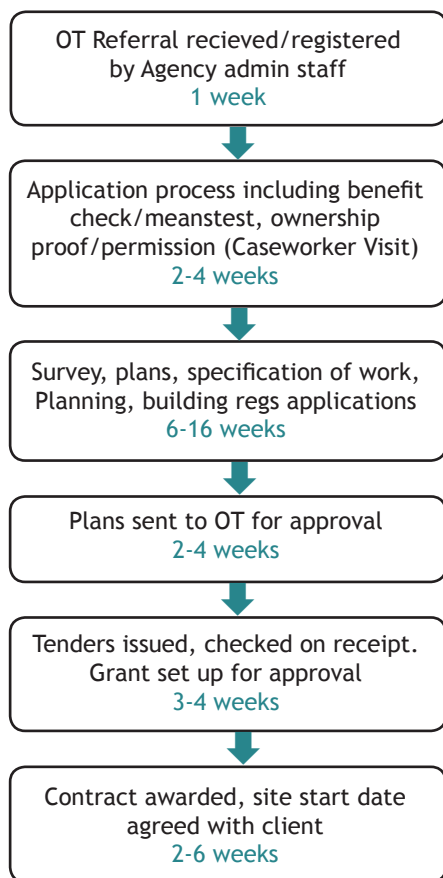 OT Referral recieved/registered
by Agency admin staff
1 week
Application process including benefit
check/meanstest, ownership
proof/permission (Caseworker Visit)
2-4 weeks
Survey, plans, specification of work,
Planning, building regs applications
6-16 weeks
Plans sent to OT for approval
2-4 weeks
Tenders issued, checked on receipt.
Grant set up for approval
3-4 weeks
Contract awarded, site start date
agreed with client
2-6 weeks